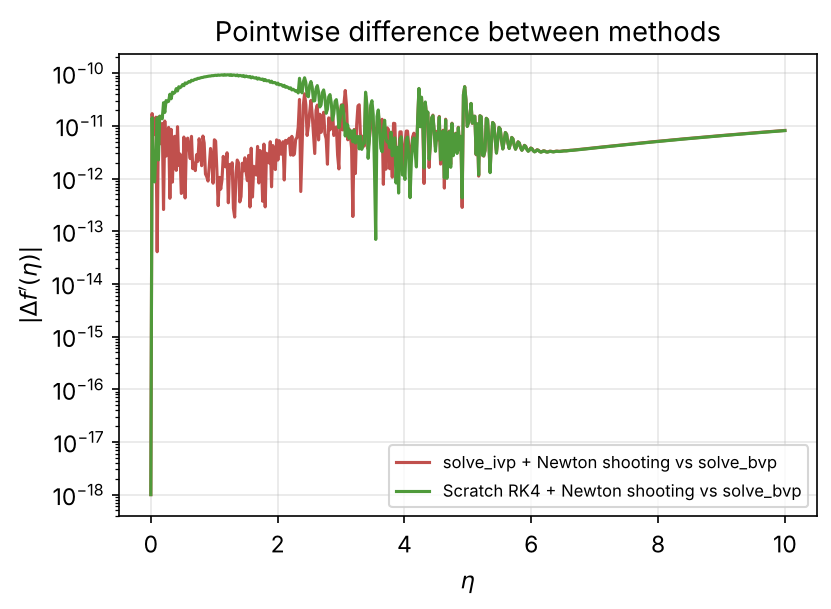 Pointwise difference between methods
|Δf′(η)|
10⁻¹⁰
10⁻¹¹
10⁻¹²
10⁻¹³
10⁻¹⁴
10⁻¹⁵
10⁻¹⁶
10⁻¹⁷
10⁻¹⁸
solve_ivp + Newton shooting vs solve_bvp
Scratch RK4 + Newton shooting vs solve_bvp
0 2 4 6 8 10
η